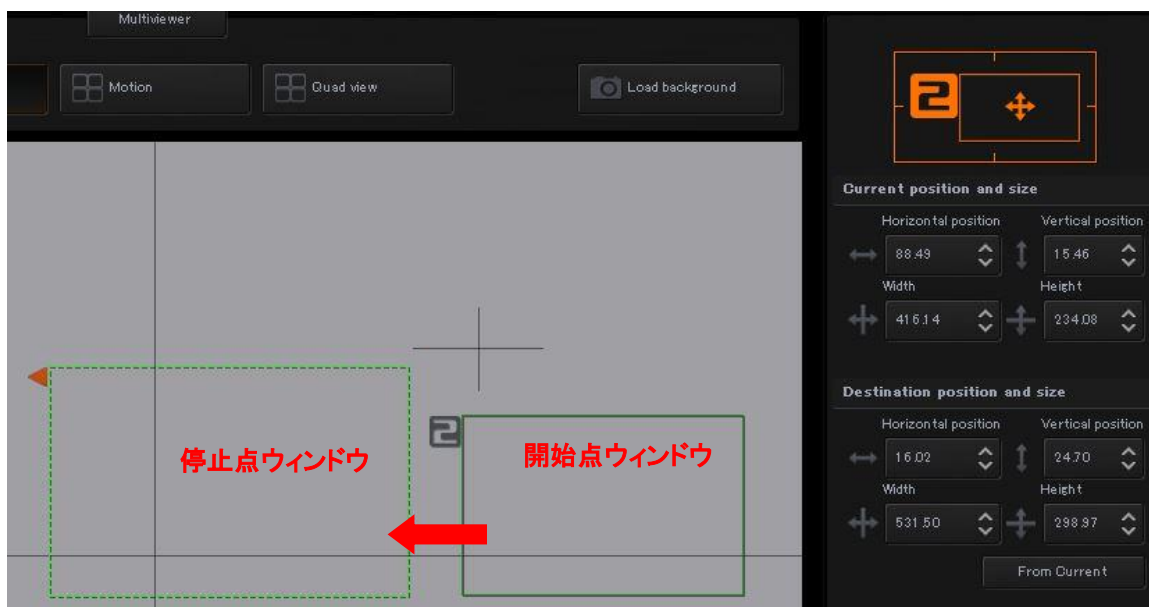 Multiviewer
Motion
Quad view
Load background
2
Current position and size
Horizontal position Vertical position
88.49 15.46
Width Height
416.14 234.08
2
停止点ウィンドウ
開始点ウィンドウ
Destination position and size
Horizontal position Vertical position
16.02 24.70
Width Height
531.50 298.97
From Current